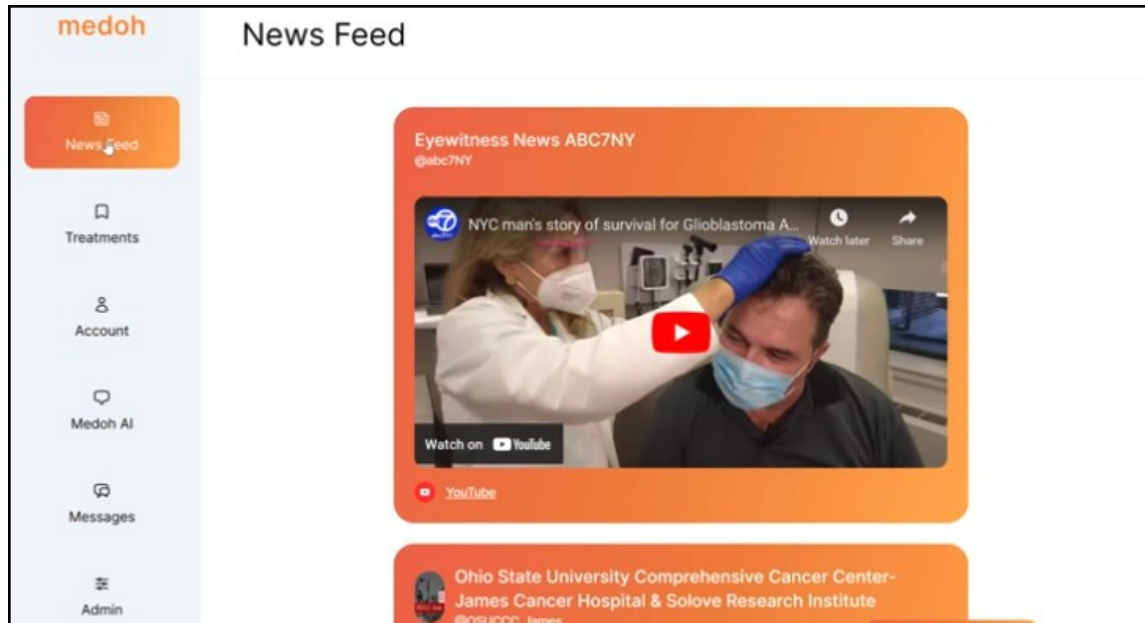 medoh
News Feed
News Feed
Treatments
Account
Medoh AI
Messages
Admin
Eyewitness News ABC7NY
@abc7NY
NYC man's story of survival for Glioblastoma A...
Watch later
Share
Watch on YouTube
YouTube
Ohio State University Comprehensive Cancer Center-
James Cancer Hospital & Solove Research Institute
@OSUCCC_James